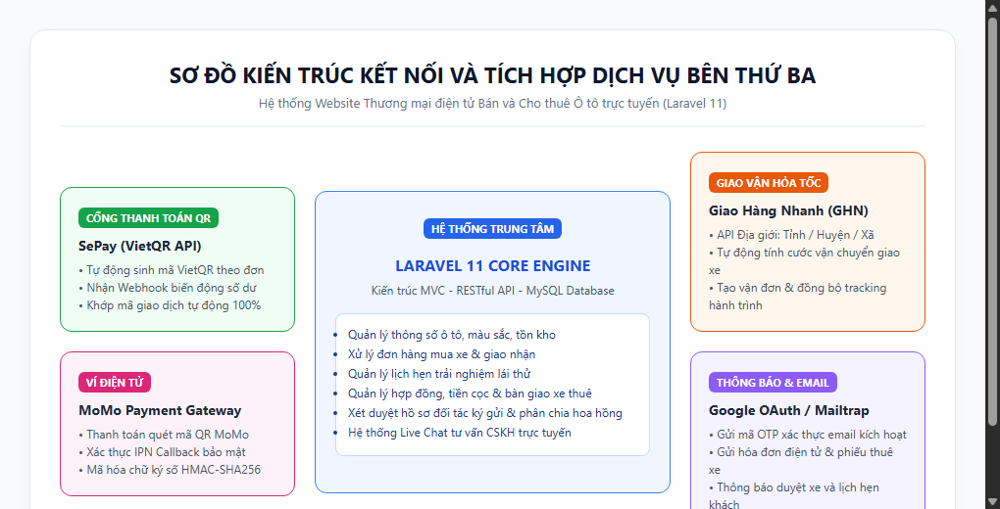 SƠ ĐỒ KIẾN TRÚC KẾT NỐI VÀ TÍCH HỢP DỊCH VỤ BÊN THỨ BA
Hệ thống Website Thương mại điện tử Bán và Cho thuê Ô tô trực tuyến (Laravel 11)
CỔNG THANH TOÁN QR
SePay (VietQR API)
• Tự động sinh mã VietQR theo đơn
• Nhận Webhook biến động số dư
• Khớp mã giao dịch tự động 100%
VÍ ĐIỆN TỬ
MoMo Payment Gateway
• Thanh toán quét mã QR MoMo
• Xác thực IPN Callback bảo mật
• Mã hóa chữ ký số HMAC-SHA256
HỆ THỐNG TRUNG TÂM
LARAVEL 11 CORE ENGINE
Kiến trúc MVC - RESTful API - MySQL Database
• Quản lý thông số ô tô, màu sắc, tồn kho
• Xử lý đơn hàng mua xe & giao nhận
• Quản lý lịch hẹn trải nghiệm lái thử
• Quản lý hợp đồng, tiền cọc & bàn giao xe thuê
• Xét duyệt hồ sơ đối tác ký gửi & phân chia hoa hồng
• Hệ thống Live Chat tư vấn CSKH trực tuyến
GIAO VẬN HỎA TỐC
Giao Hàng Nhanh (GHN)
• API Địa giới: Tỉnh / Huyện / Xã
• Tự động tính cước vận chuyển giao
xe
• Tạo vận đơn & đồng bộ tracking
hành trình
THÔNG BÁO & EMAIL
Google OAuth / Mailtrap
• Gửi mã OTP xác thực email kích hoạt
• Gửi hóa đơn điện tử & phiếu thuê
xe
• Thông báo duyệt xe và lịch hẹn
khách